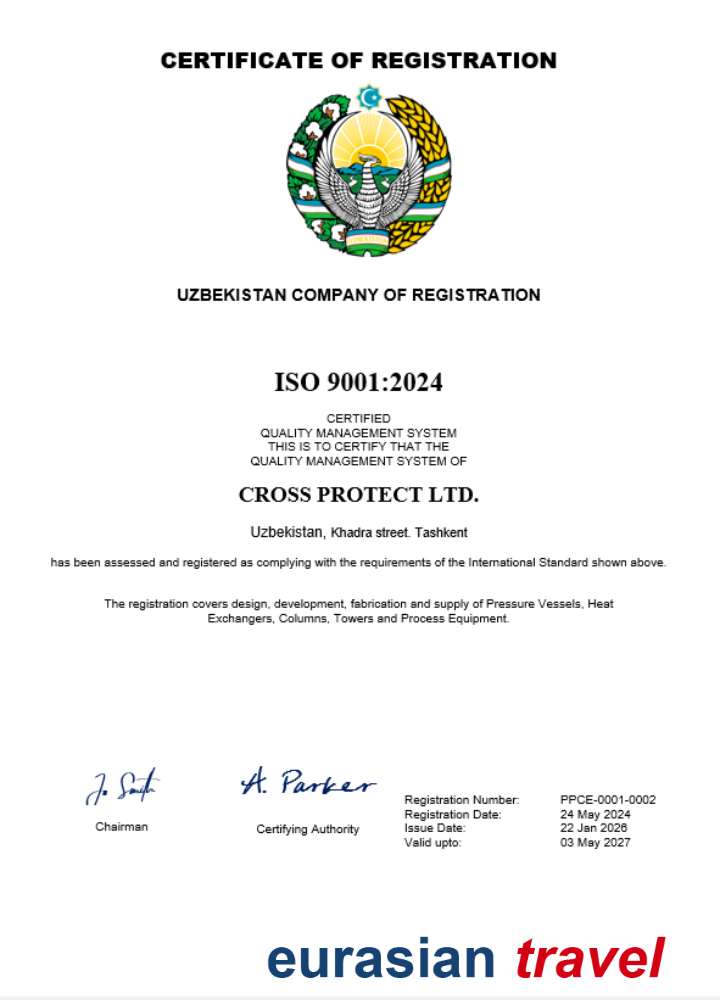 CERTIFICATE OF REGISTRATION
UZBEKISTAN COMPANY OF REGISTRATION
ISO 9001:2024
CERTIFIED
QUALITY MANAGEMENT SYSTEM
THIS IS TO CERTIFY THAT THE
QUALITY MANAGEMENT SYSTEM OF
CROSS PROTECT LTD.
Uzbekistan, Khadra street. Tashkent
has been assessed and registered as complying with the requirements of the International Standard shown above.
The registration covers design, development, fabrication and supply of Pressure Vessels, Heat
Exchangers, Columns, Towers and Process Equipment.
Jo Smith
A. Parker
Chairman
Certifying Authority
Registration Number: PPCE-0001-0002
Registration Date: 24 May 2024
Issue Date: 22 Jan 2026
Valid upto: 03 May 2027
eurasian travel